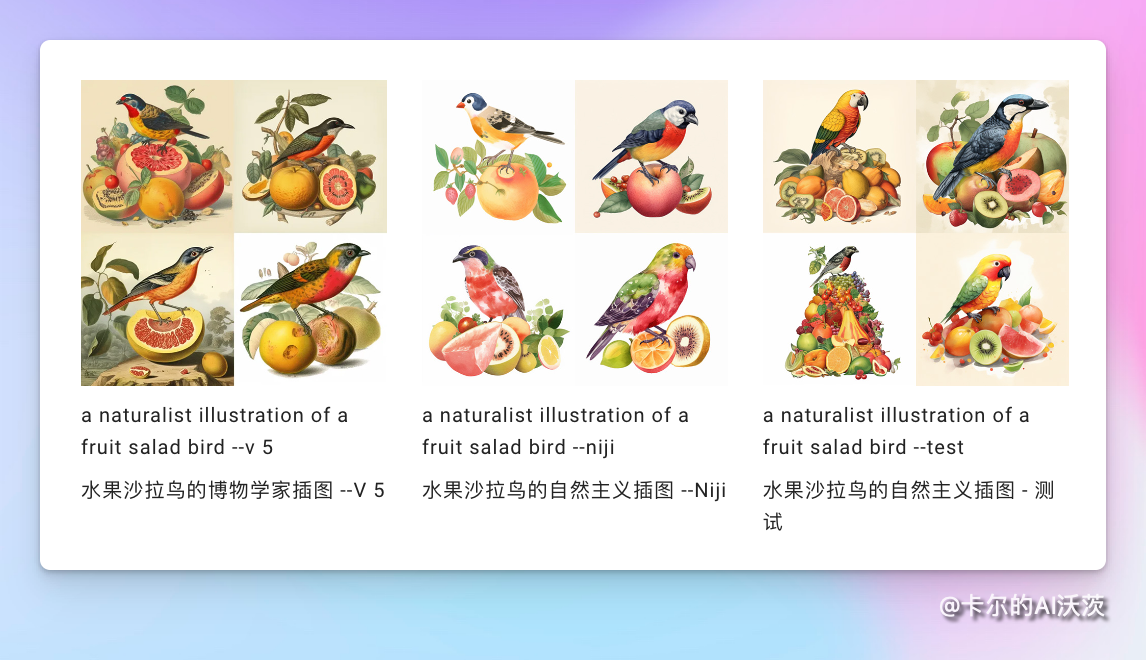 a naturalist illustration of a
fruit salad bird --v 5
水果沙拉鸟的博物学家插图 --V 5
a naturalist illustration of a
fruit salad bird --niji
水果沙拉鸟的自然主义插图 --Niji
a naturalist illustration of a
fruit salad bird --test
水果沙拉鸟的自然主义插图 - 测
试
@卡尔的AI沃茨